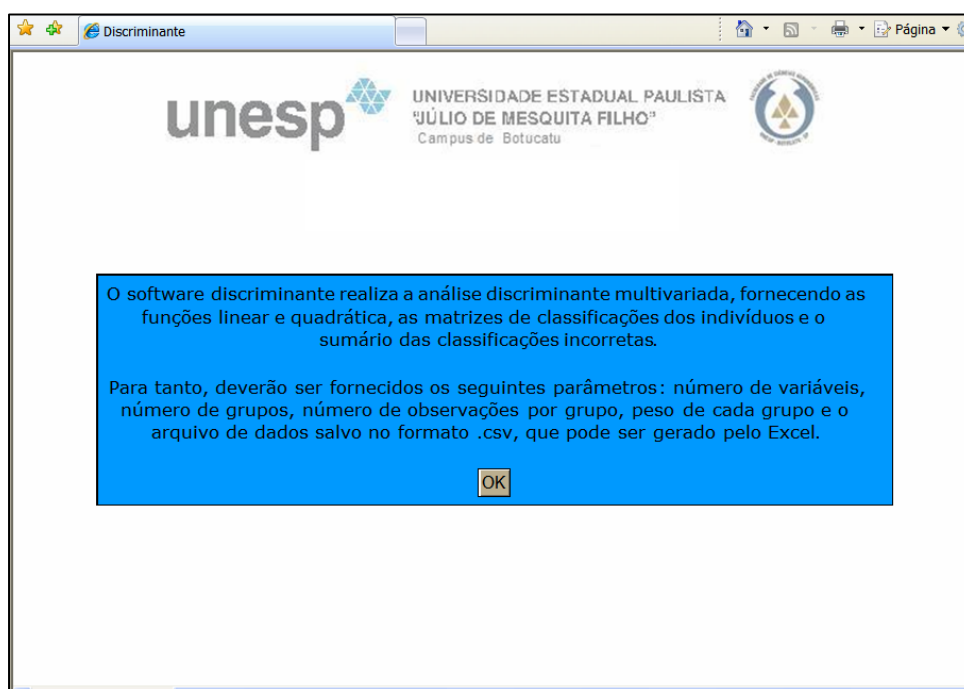 Discriminante
Página
unesp
UNIVERSIDADE ESTADUAL PAULISTA
"JÚLIO DE MESQUITA FILHO"
Campus de Botucatu
O software discriminante realiza a análise discriminante multivariada, fornecendo as
funções linear e quadrática, as matrizes de classificações dos indivíduos e o
sumário das classificações incorretas.
Para tanto, deverão ser fornecidos os seguintes parâmetros: número de variáveis,
número de grupos, número de observações por grupo, peso de cada grupo e o
arquivo de dados salvo no formato .csv, que pode ser gerado pelo Excel.
OK